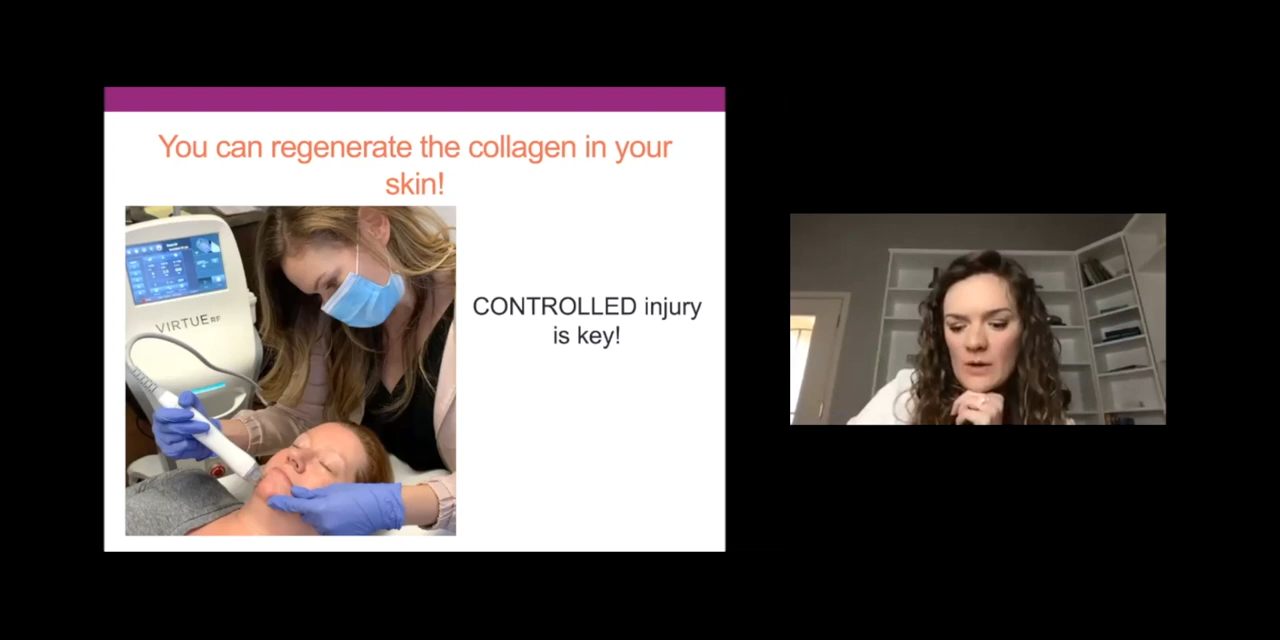 You can regenerate the collagen in your
skin!
VIRTUE RF
CONTROLLED injury
is key!